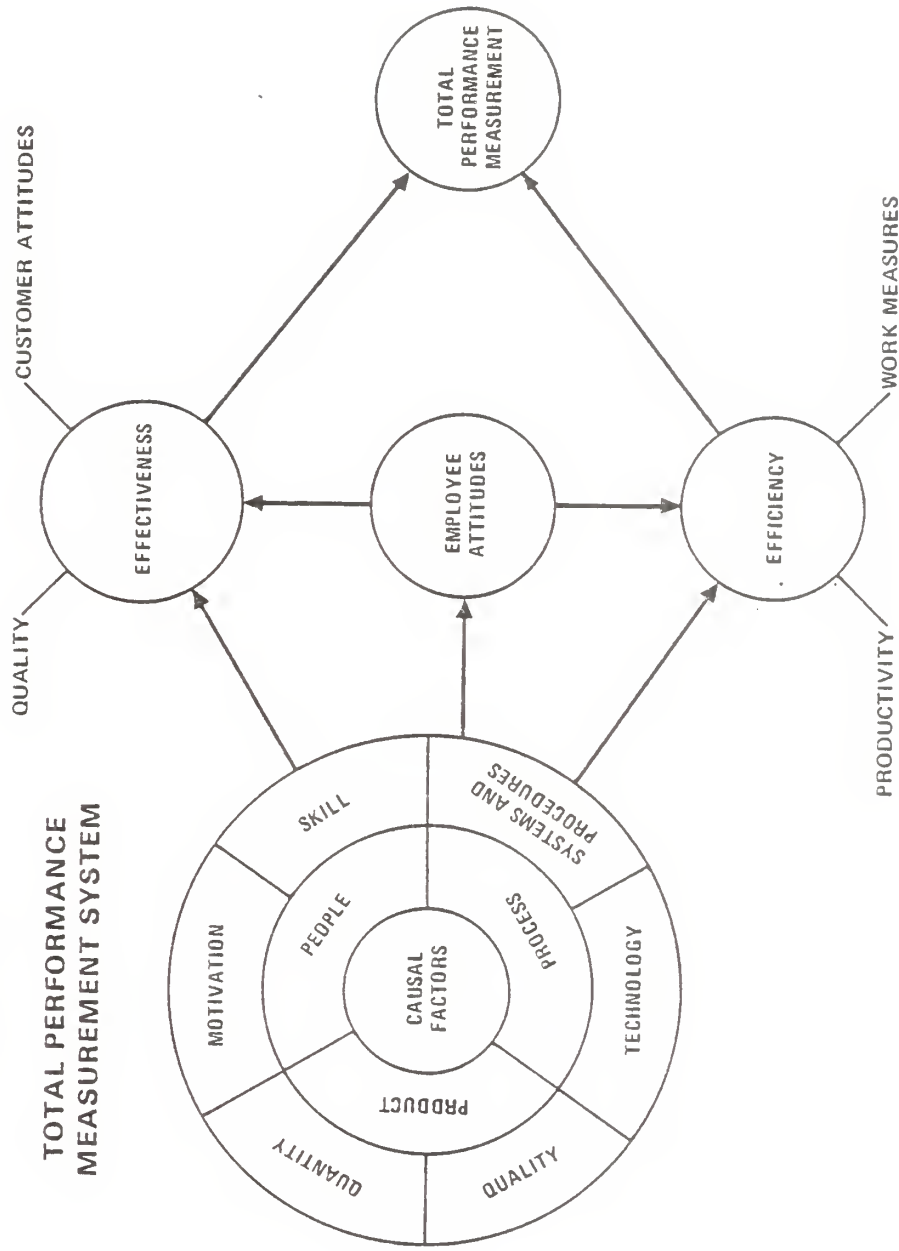 TOTAL PERFORMANCE
MEASUREMENT SYSTEM
QUALITY
CUSTOMER ATTITUDES
EFFECTIVENESS
MOTIVATION
SKILL
PEOPLE
QUANTITY
PRODUCT
CAUSAL
FACTORS
PROCESS
SYSTEMS AND
PROCEDURES
QUALITY
TECHNOLOGY
EMPLOYEE
ATTITUDES
TOTAL
PERFORMANCE
MEASUREMENT
EFFICIENCY
PRODUCTIVITY
WORK MEASURES